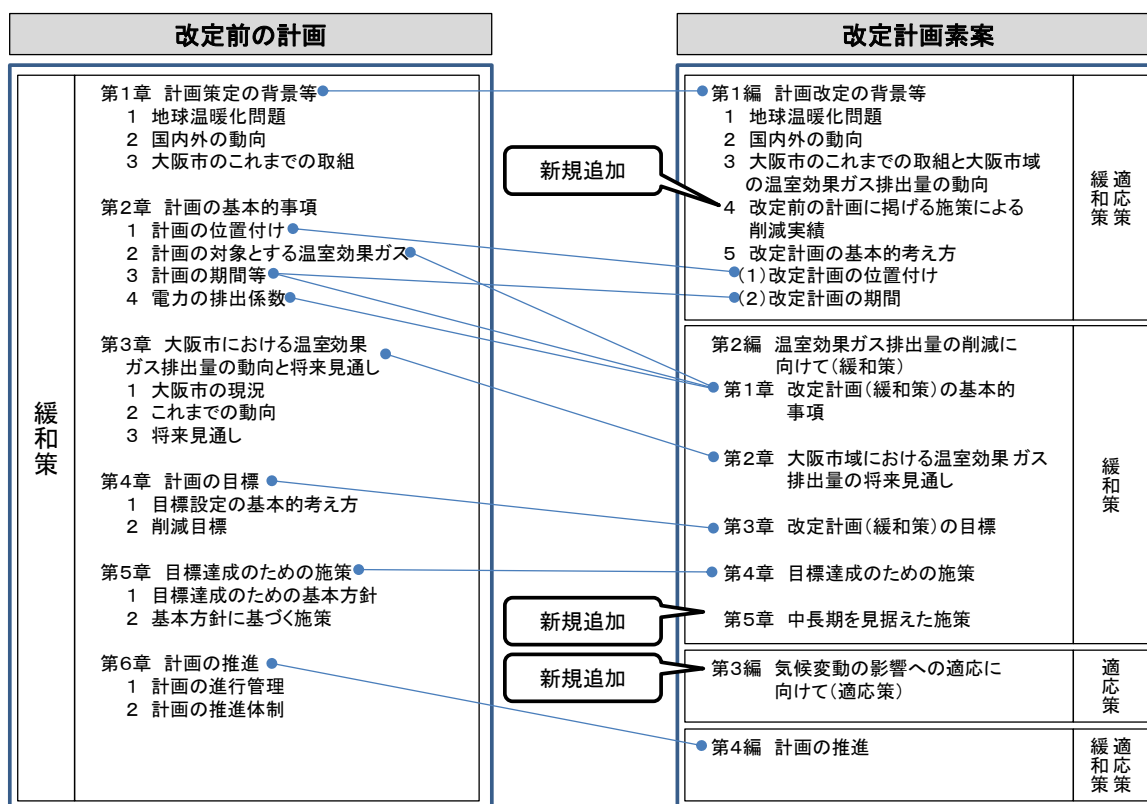 改定前の計画
緩和策
第1章 計画策定の背景等
1 地球温暖化問題
2 国内外の動向
3 大阪市のこれまでの取組
第2章 計画の基本的事項
1 計画の位置付け
2 計画の対象とする温室効果ガス
3 計画の期間等
4 電力の排出係数
第3章 大阪市における温室効果
ガス排出量の動向と将来見通し
1 大阪市の現況
2 これまでの動向
3 将来見通し
第4章 計画の目標
1 目標設定の基本的考え方
2 削減目標
第5章 目標達成のための施策
1 目標達成のための基本方針
2 基本方針に基づく施策
第6章 計画の推進
1 計画の進行管理
2 計画の推進体制
改定計画素案
第1編 計画改定の背景等
1 地球温暖化問題
2 国内外の動向
3 大阪市のこれまでの取組と大阪市域
の温室効果ガス排出量の動向
新規追加
4 改定前の計画に掲げる施策による
削減実績
5 改定計画の基本的考え方
(1)改定計画の位置付け
(2)改定計画の期間
適応策
緩和策
第2編 温室効果ガス排出量の削減に
向けて(緩和策)
第1章 改定計画(緩和策)の基本的
事項
第2章 大阪市域における温室効果ガス
排出量の将来見通し
第3章 改定計画(緩和策)の目標
第4章 目標達成のための施策
新規追加
第5章 中長期を見据えた施策
緩和策
新規追加
第3編 気候変動の影響への適応に
向けて(適応策)
適応策
第4編 計画の推進
適応策
緩和策